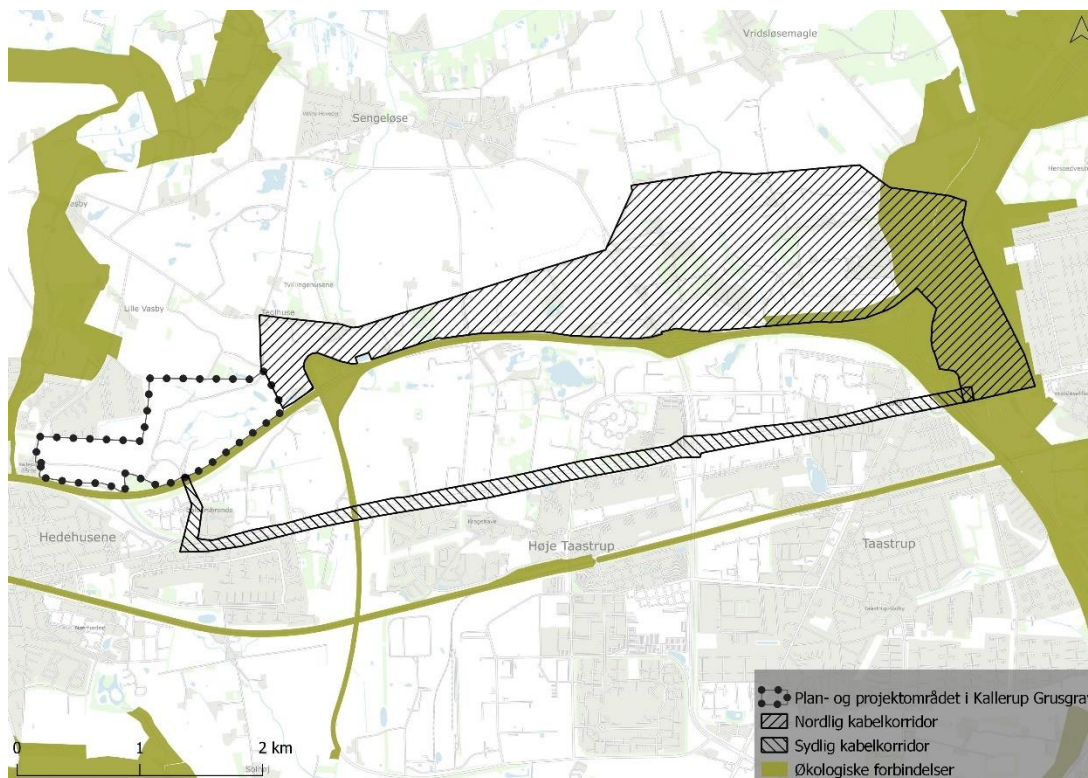 Vridsløsemagle
Sengeløse
Tvillingehusene
Lille Vasby
Hedehusene
Høje Taastrup
Taastrup
0 1 2 km
Plan- og projektområdet i Kallerup Grusgrav
Nordlig kabelkorridor
Sydlig kabelkorridor
Økologiske forbindelser